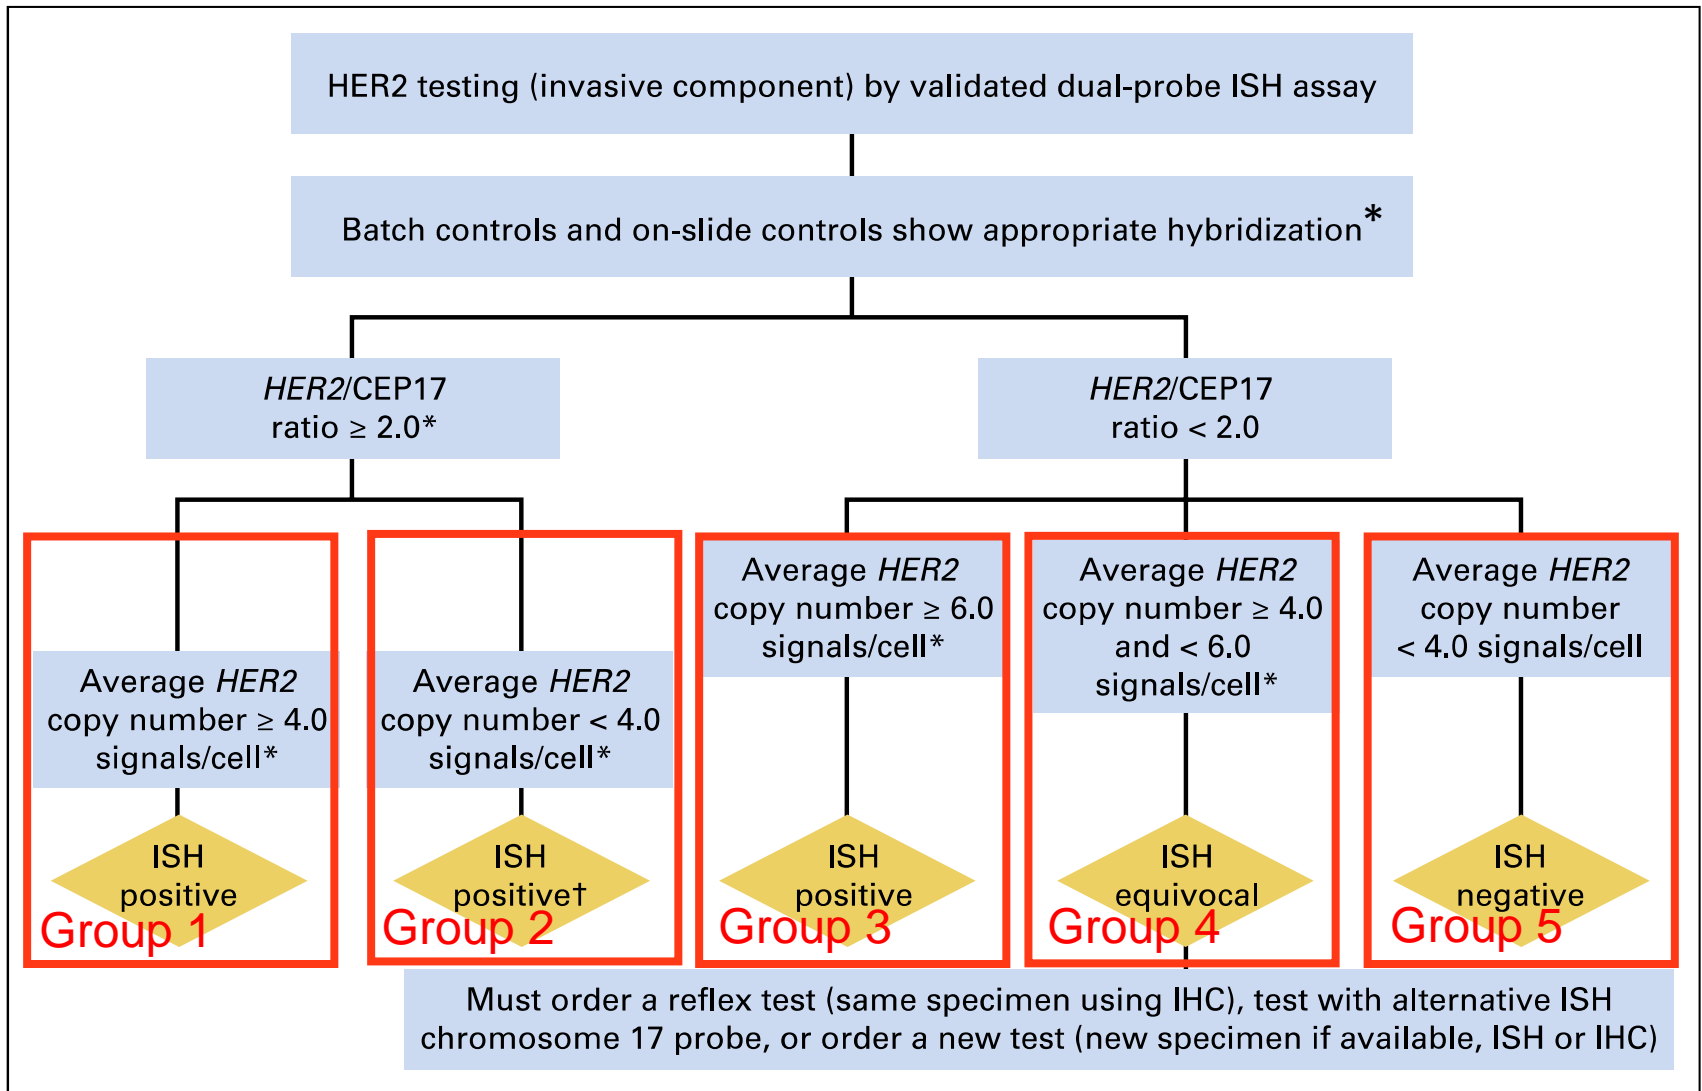 HER2 testing (invasive component) by validated dual-probe ISH assay
Batch controls and on-slide controls show appropriate hybridization*
HER2/CEP17
ratio ≥ 2.0*
HER2/CEP17
ratio < 2.0
Average HER2
copy number ≥ 4.0
signals/cell*
Average HER2
copy number < 4.0
signals/cell*
Average HER2
copy number ≥ 6.0
signals/cell*
Average HER2
copy number ≥ 4.0
and < 6.0
signals/cell*
Average HER2
copy number
< 4.0 signals/cell
ISH
positive
Group 1
ISH
positive†
Group 2
ISH
positive
Group 3
ISH
equivocal
Group 4
ISH
negative
Group 5
Must order a reflex test (same specimen using IHC), test with alternative ISH
chromosome 17 probe, or order a new test (new specimen if available, ISH or IHC)